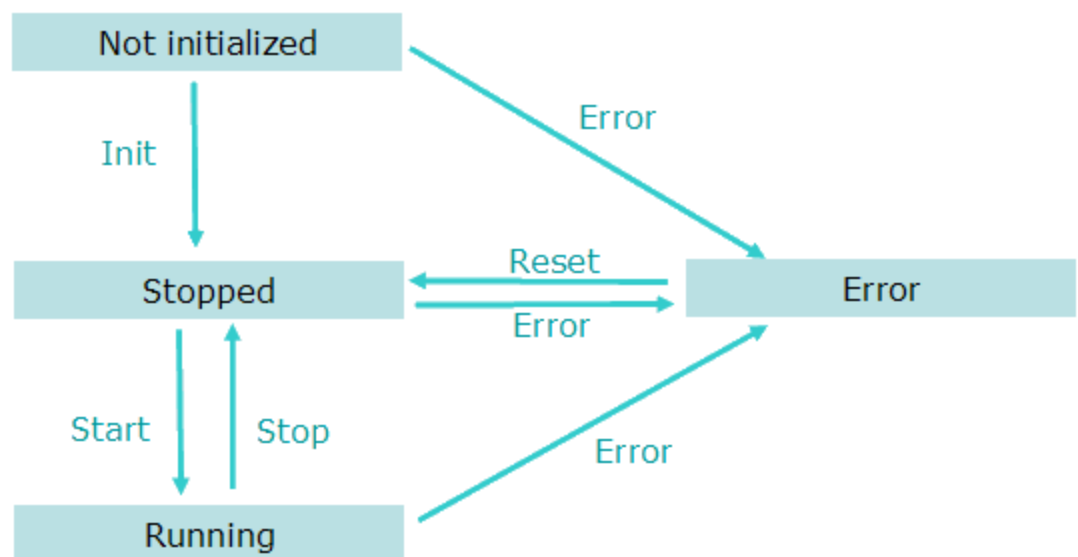 Not initialized
Error
Init
Reset
Stopped
Error
Error
Start
Stop
Error
Running